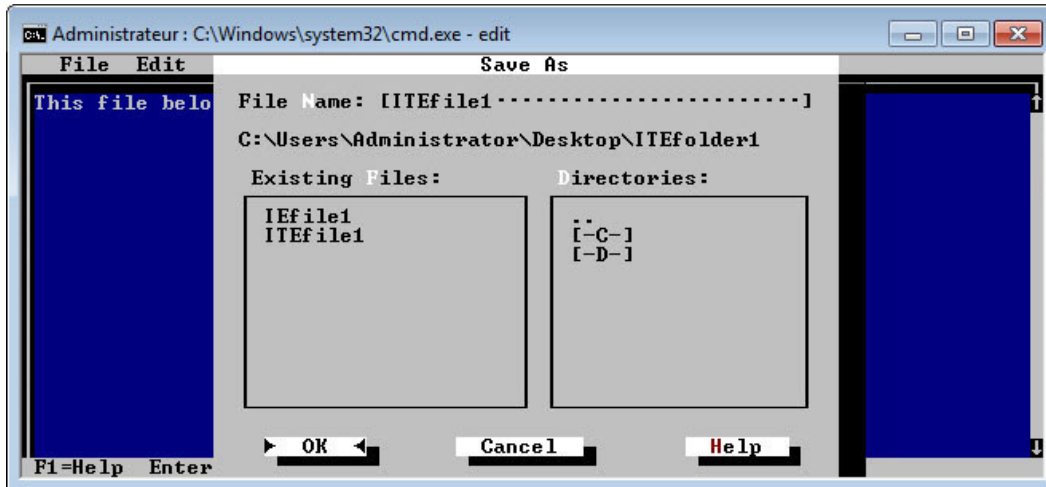 Administrateur : C:\Windows\system32\cmd.exe - edit
File Edit
Save As
This file belo
File Name: [ITEfile1························]
C:\Users\Administrator\Desktop\ITEfolder1
Existing Files: Directories:
IEfile1 ..
ITEfile1 [-C-]
[-D-]
OK Cancel Help
F1=Help Enter